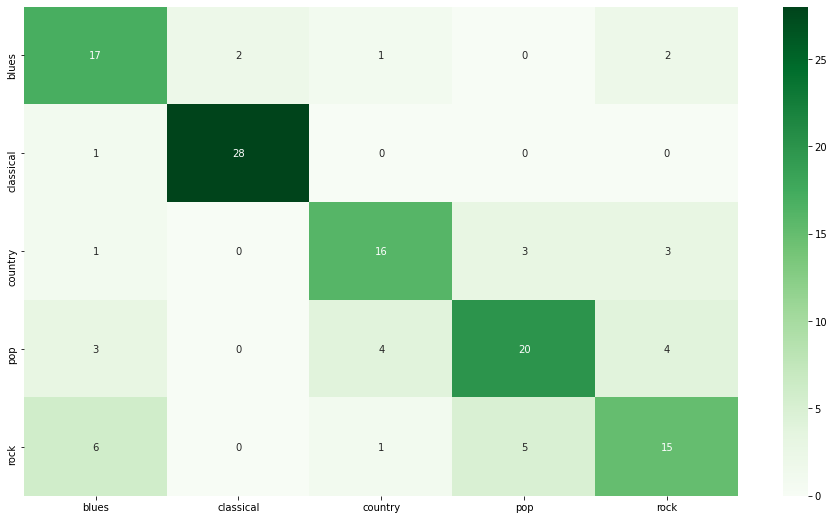 blues 17 2 1 0 2
classical 1 28 0 0 0
country 1 0 16 3 3
pop 3 0 4 20 4
rock 6 0 1 5 15
blues classical country pop rock
25
20
15
10
5
0